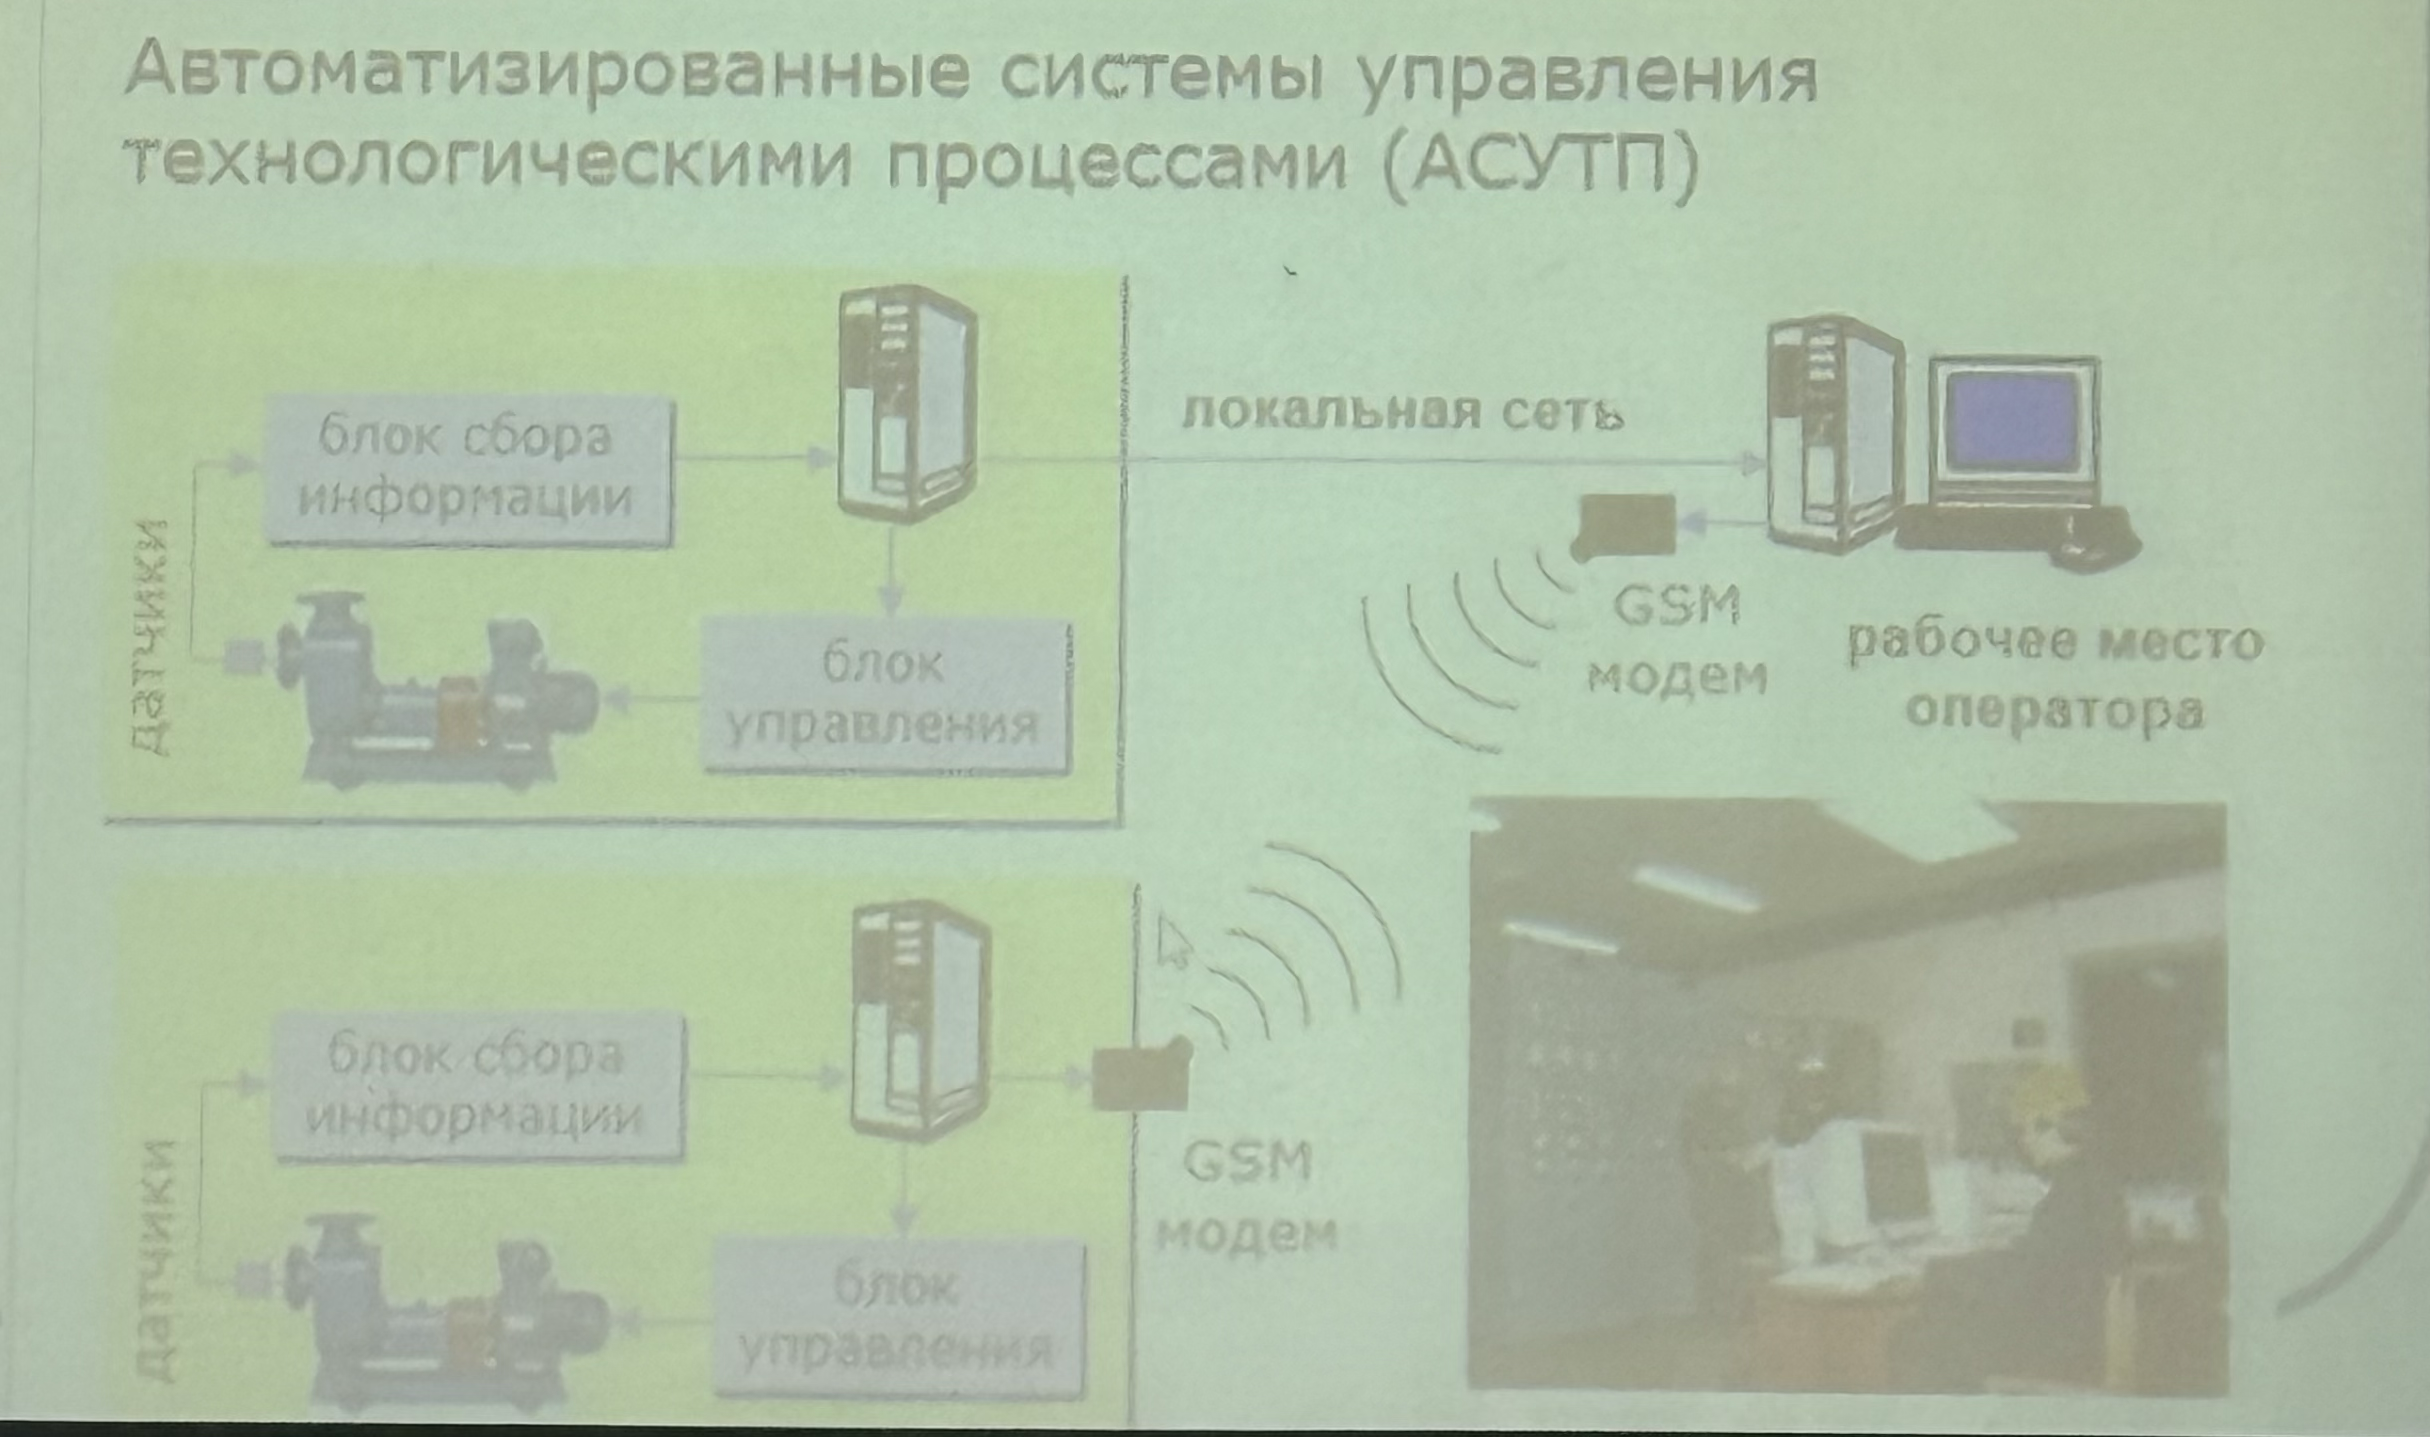 Автоматизированные системы управления
технологическими процессами (АСУТП)
блок сбора
информации
датчики
блок
управления
локальная сеть
GSM
модем
рабочее место
оператора
блок сбора
информации
датчики
блок
управления
GSM
модем